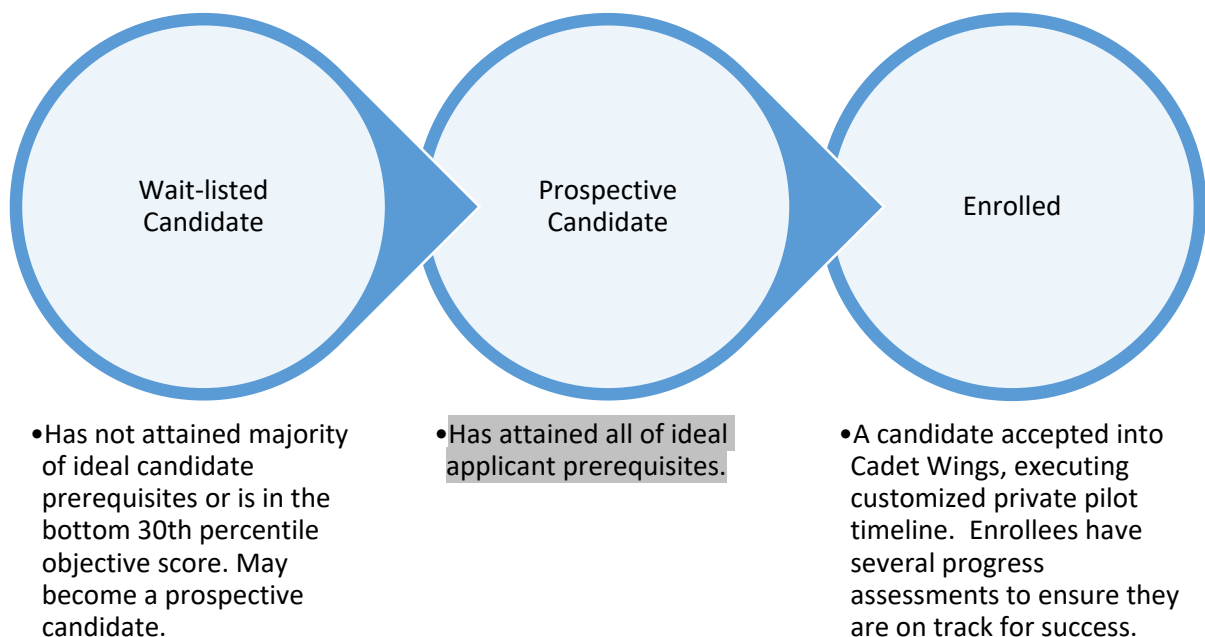 Wait-listed
Candidate
Prospective
Candidate
Enrolled
•Has not attained majority
of ideal candidate
prerequisites or is in the
bottom 30th percentile
objective score. May
become a prospective
candidate.
•Has attained all of ideal
applicant prerequisites.
•A candidate accepted into
Cadet Wings, executing
customized private pilot
timeline.  Enrollees have
several progress
assessments to ensure they
are on track for success.